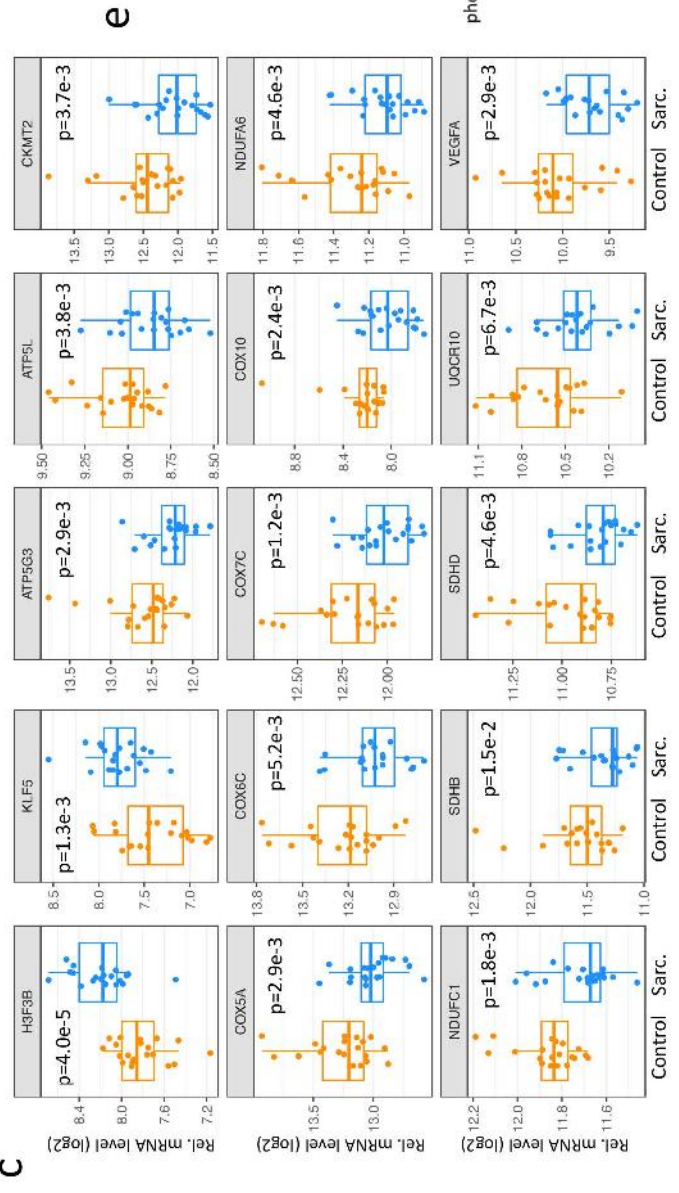 c
e
pho
H3F3B
KLF5
ATP5G3
ATP5L
CKMT2
p=4.0e-5
p=1.3e-3
p=2.9e-3
p=3.8e-3
p=3.7e-3
Rel. mRNA level (log2)
8.4
8.0
7.6
7.2
8.5
8.0
7.5
7.0
13.5
13.0
12.5
12.0
9.50
9.25
9.00
8.75
8.50
13.5
13.0
12.5
12.0
11.5
COX5A
COX6C
COX7C
COX10
NDUFA6
p=2.9e-3
p=5.2e-3
p=1.2e-3
p=2.4e-3
p=4.6e-3
Rel. mRNA level (log2)
13.5
13.0
13.8
13.5
13.2
12.9
12.50
12.25
12.00
8.8
8.4
8.0
11.8
11.6
11.4
11.2
11.0
NDUFC1
SDHB
SDHD
UQCR10
VEGFA
p=1.8e-3
p=1.5e-2
p=4.6e-3
p=6.7e-3
p=2.9e-3
Rel. mRNA level (log2)
12.2
12.0
11.8
11.6
12.5
12.0
11.5
11.0
11.25
11.00
10.75
11.1
10.8
10.5
10.2
11.0
10.5
10.0
9.5
Control Sarc.
Control Sarc.
Control Sarc.
Control Sarc.
Control Sarc.